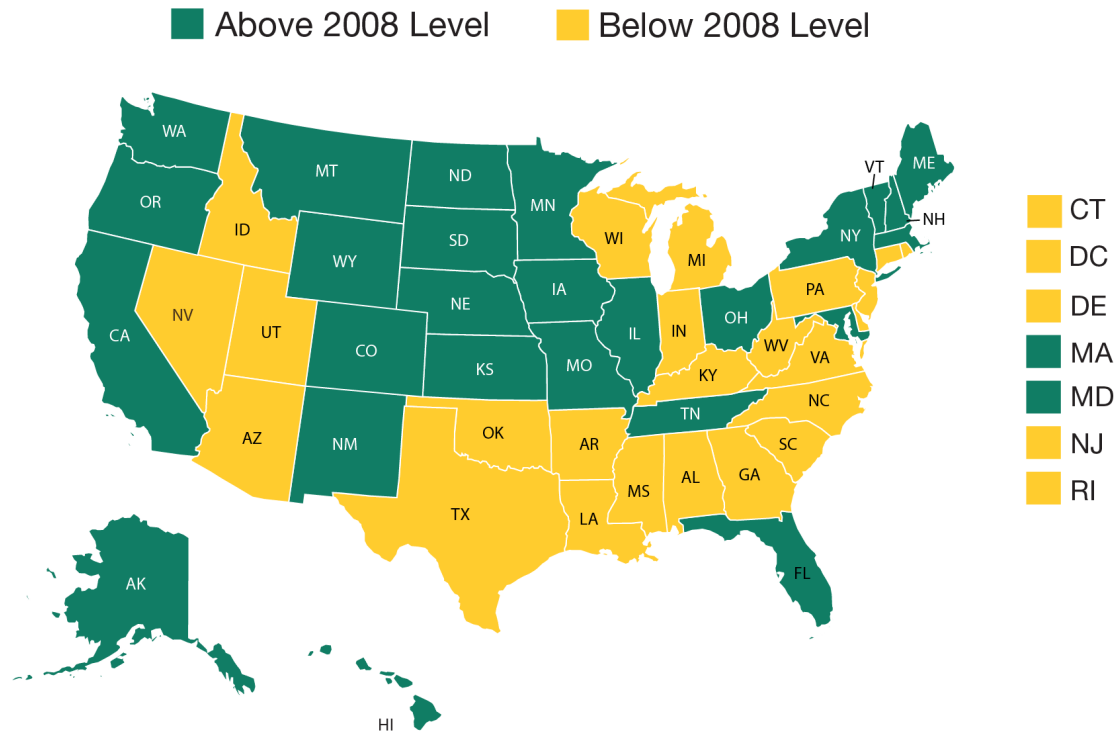 Above 2008 Level
Below 2008 Level
WA
MT
ND
MN
VT
ME
OR
ID
SD
WI
NY
NH
WY
MI
CT
NE
IA
PA
DC
NV
UT
CA
CO
KS
MO
IL
IN
OH
WV
VA
DE
KY
MA
MD
AZ
NM
OK
AR
TN
NC
SC
NJ
TX
LA
MS
AL
GA
RI
AK
FL
HI